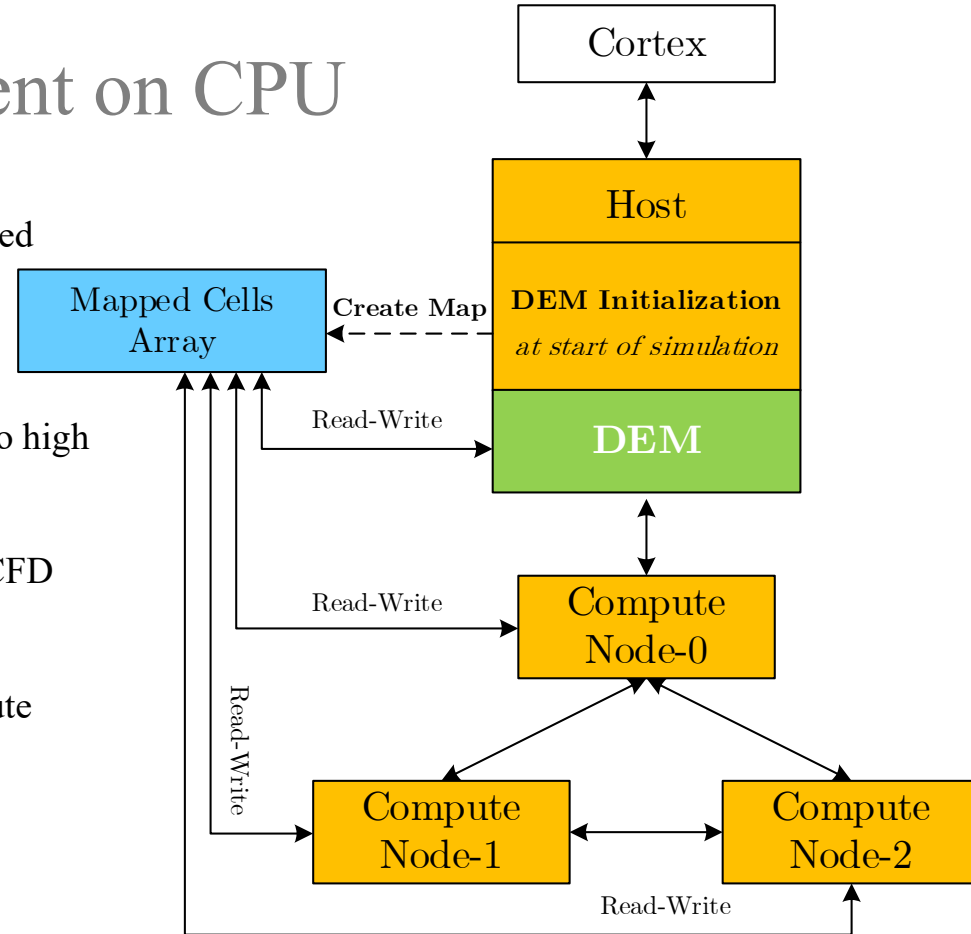 Cortex
ent on CPU
Host
ed
Mapped Cells
Array
Create Map
DEM Initialization
at start of simulation
Read-Write
DEM
o high
CFD
Read-Write
Compute
Node-0
ute
Read-Write
Compute
Node-1
Compute
Node-2
Read-Write